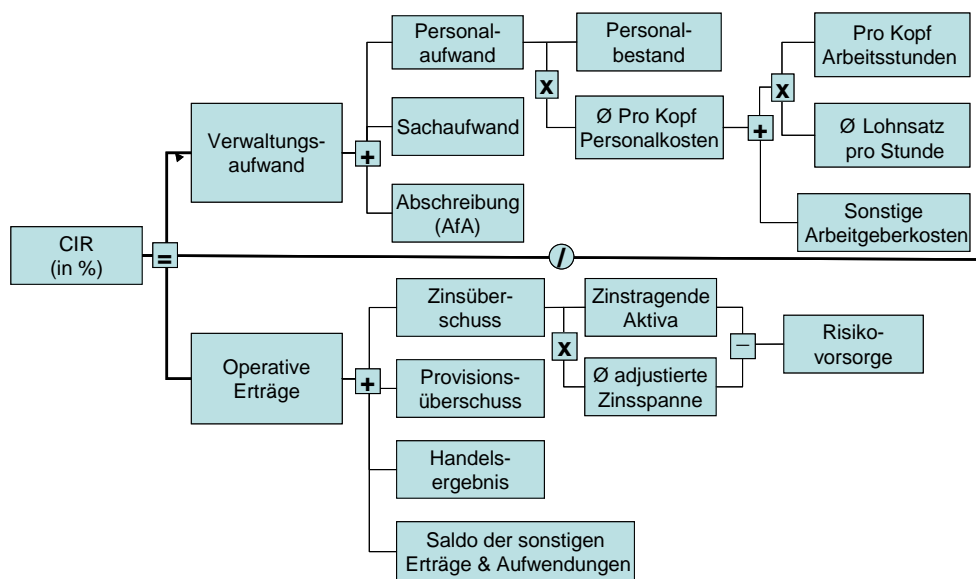 CIR
(in %)
=
Verwaltungs-
aufwand
+
Personal-
aufwand
x
Personal-
bestand
Ø Pro Kopf
Personalkosten
+
Pro Kopf
Arbeitsstunden
x
Ø Lohnsatz
pro Stunde
Sonstige
Arbeitgeberkosten
Sachaufwand
Abschreibung
(AfA)
/
Operative
Erträge
+
Zinsüber-
schuss
x
Zinstragende
Aktiva
Ø adjustierte
Zinsspanne
–
Risiko-
vorsorge
Provisions-
überschuss
Handels-
ergebnis
Saldo der sonstigen
Erträge & Aufwendungen